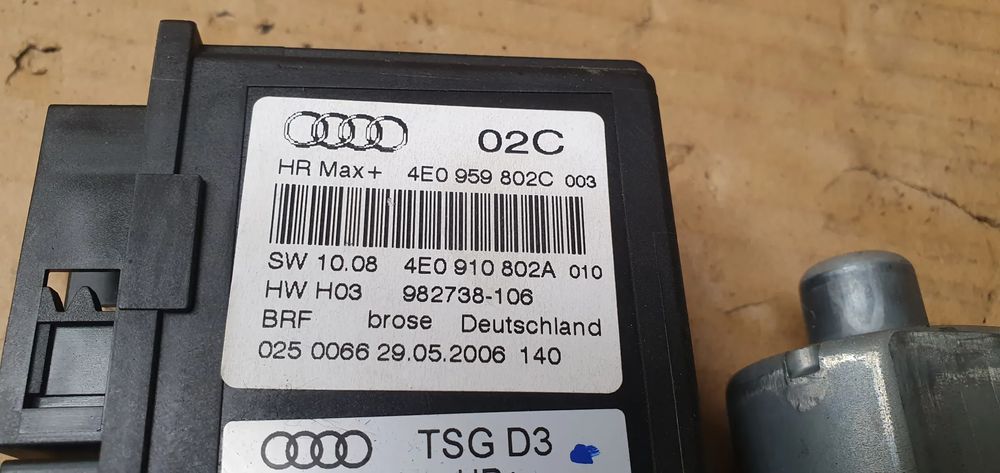 02C
HR Max+ 4E0 959 802C 003
SW 10.08 4E0 910 802A 010
HW H03 982738-106
BRF brose Deutschland
025 0066 29.05.2006 140
TSG D3